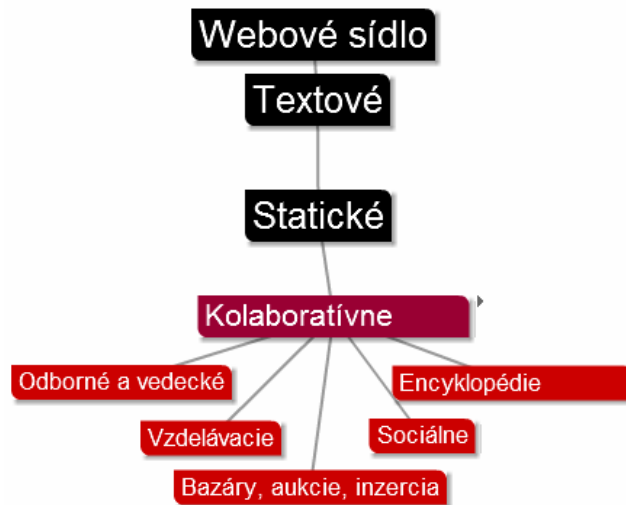 Webové sídlo
Textové
Statické
Kolaboratívne
Odborné a vedecké
Encyklopédie
Vzdelávacie
Sociálne
Bazáry, aukcie, inzercia